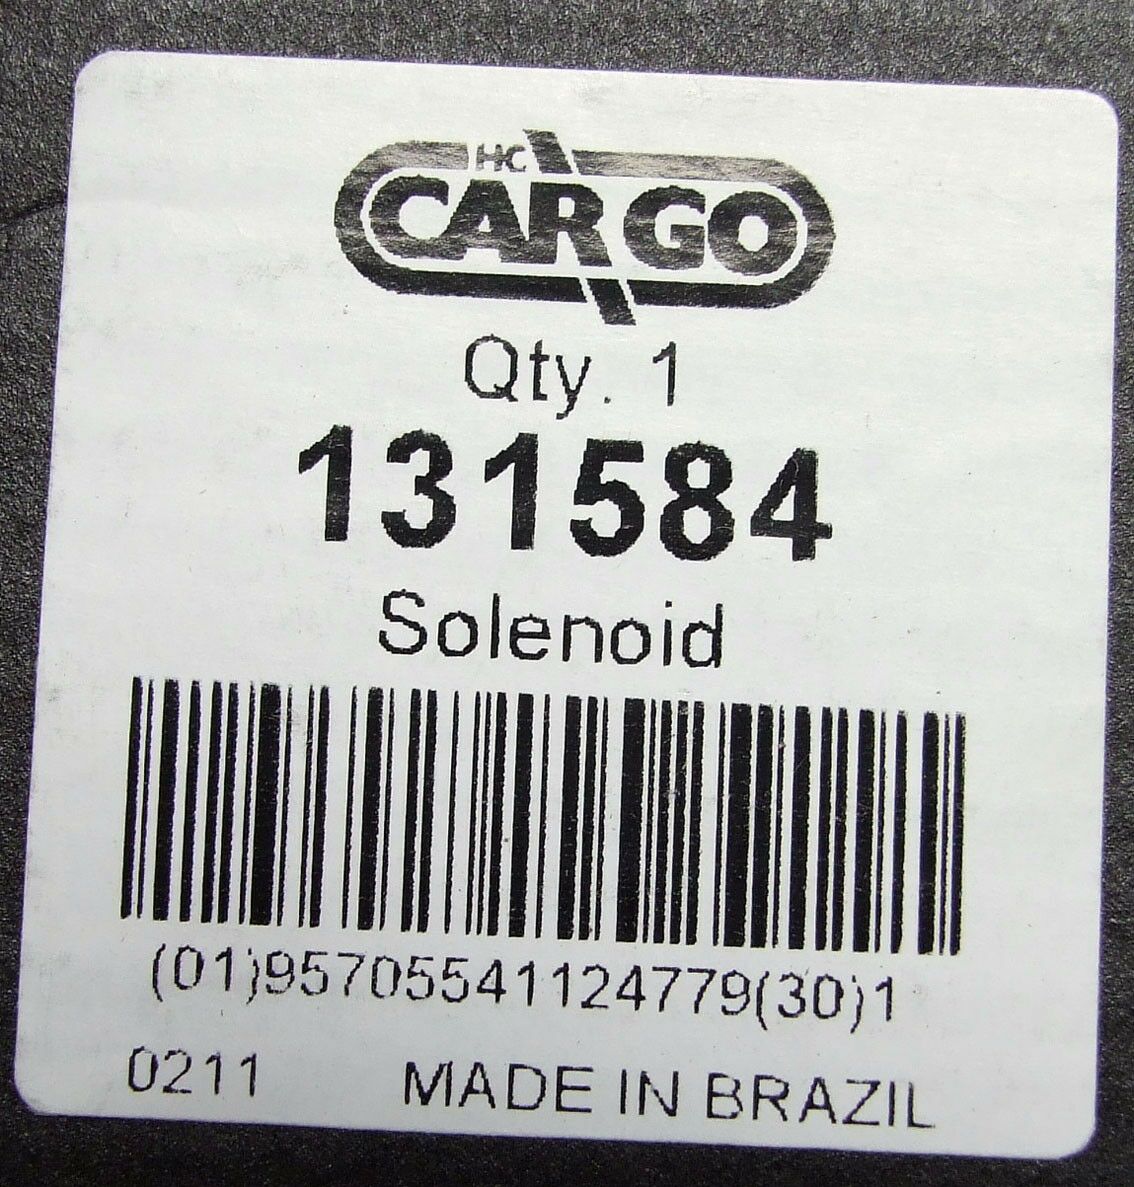 HC
CARGO
Qty. 1
131584
Solenoid
(01)95705541124779(30)1
0211 MADE IN BRAZIL